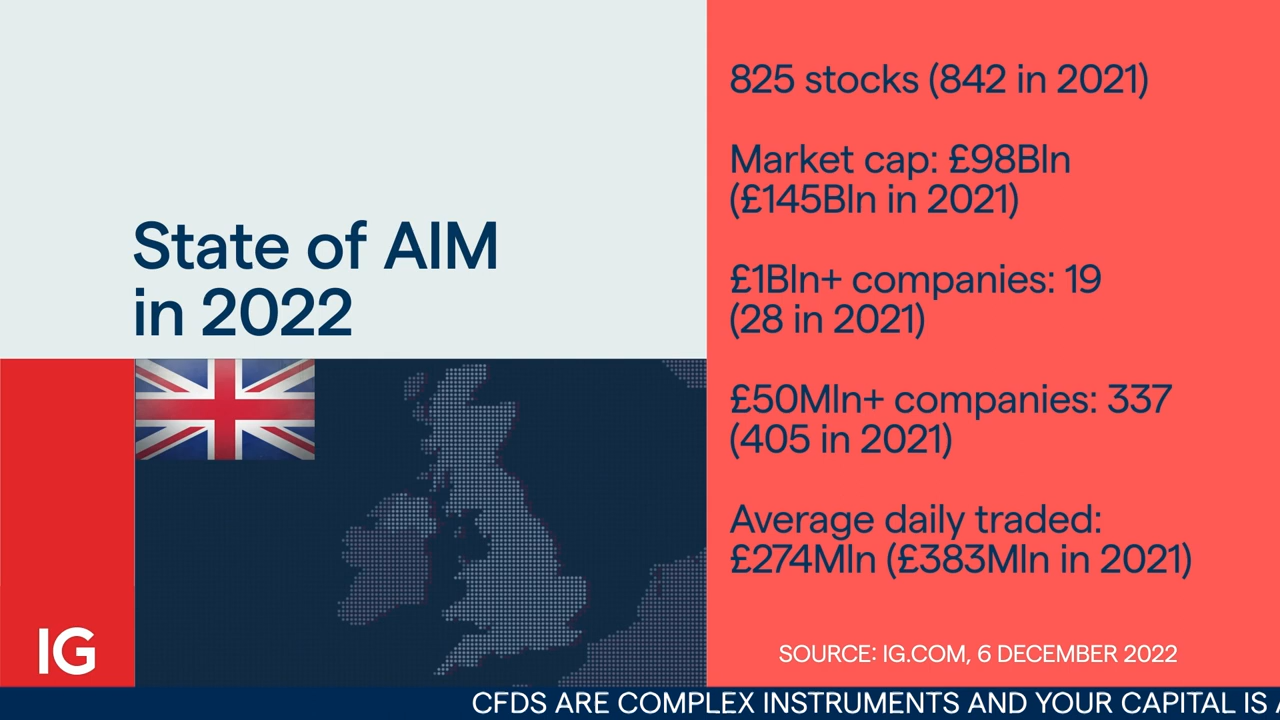 State of AIM
in 2022
825 stocks (842 in 2021)
Market cap: £98Bln
(£145Bln in 2021)
£1Bln+ companies: 19
(28 in 2021)
£50Mln+ companies: 337
(405 in 2021)
Average daily traded:
£274Mln (£383Mln in 2021)
SOURCE: IG.COM, 6 DECEMBER 2022
IG
CFDS ARE COMPLEX INSTRUMENTS AND YOUR CAPITAL IS